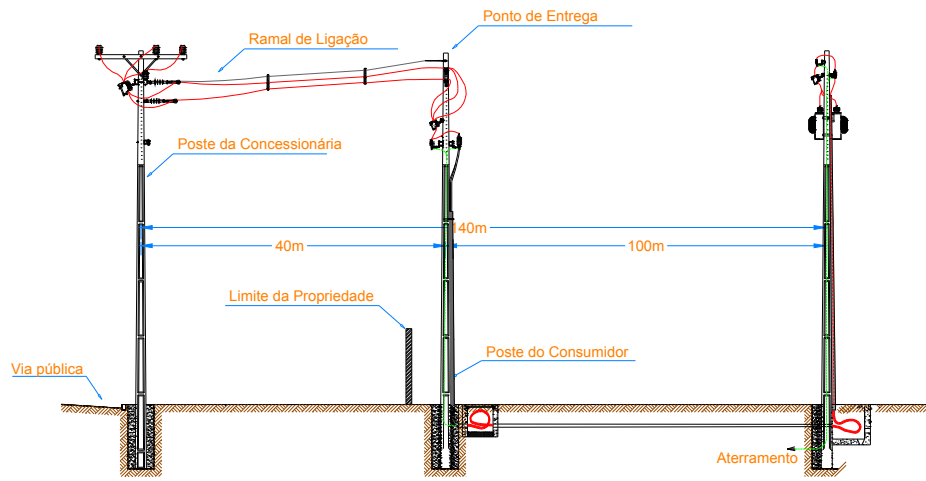 Ponto de Entrega
Ramal de Ligação
Poste da Concessionária
140m
40m
100m
Limite da Propriedade
Poste do Consumidor
Via pública
Aterramento